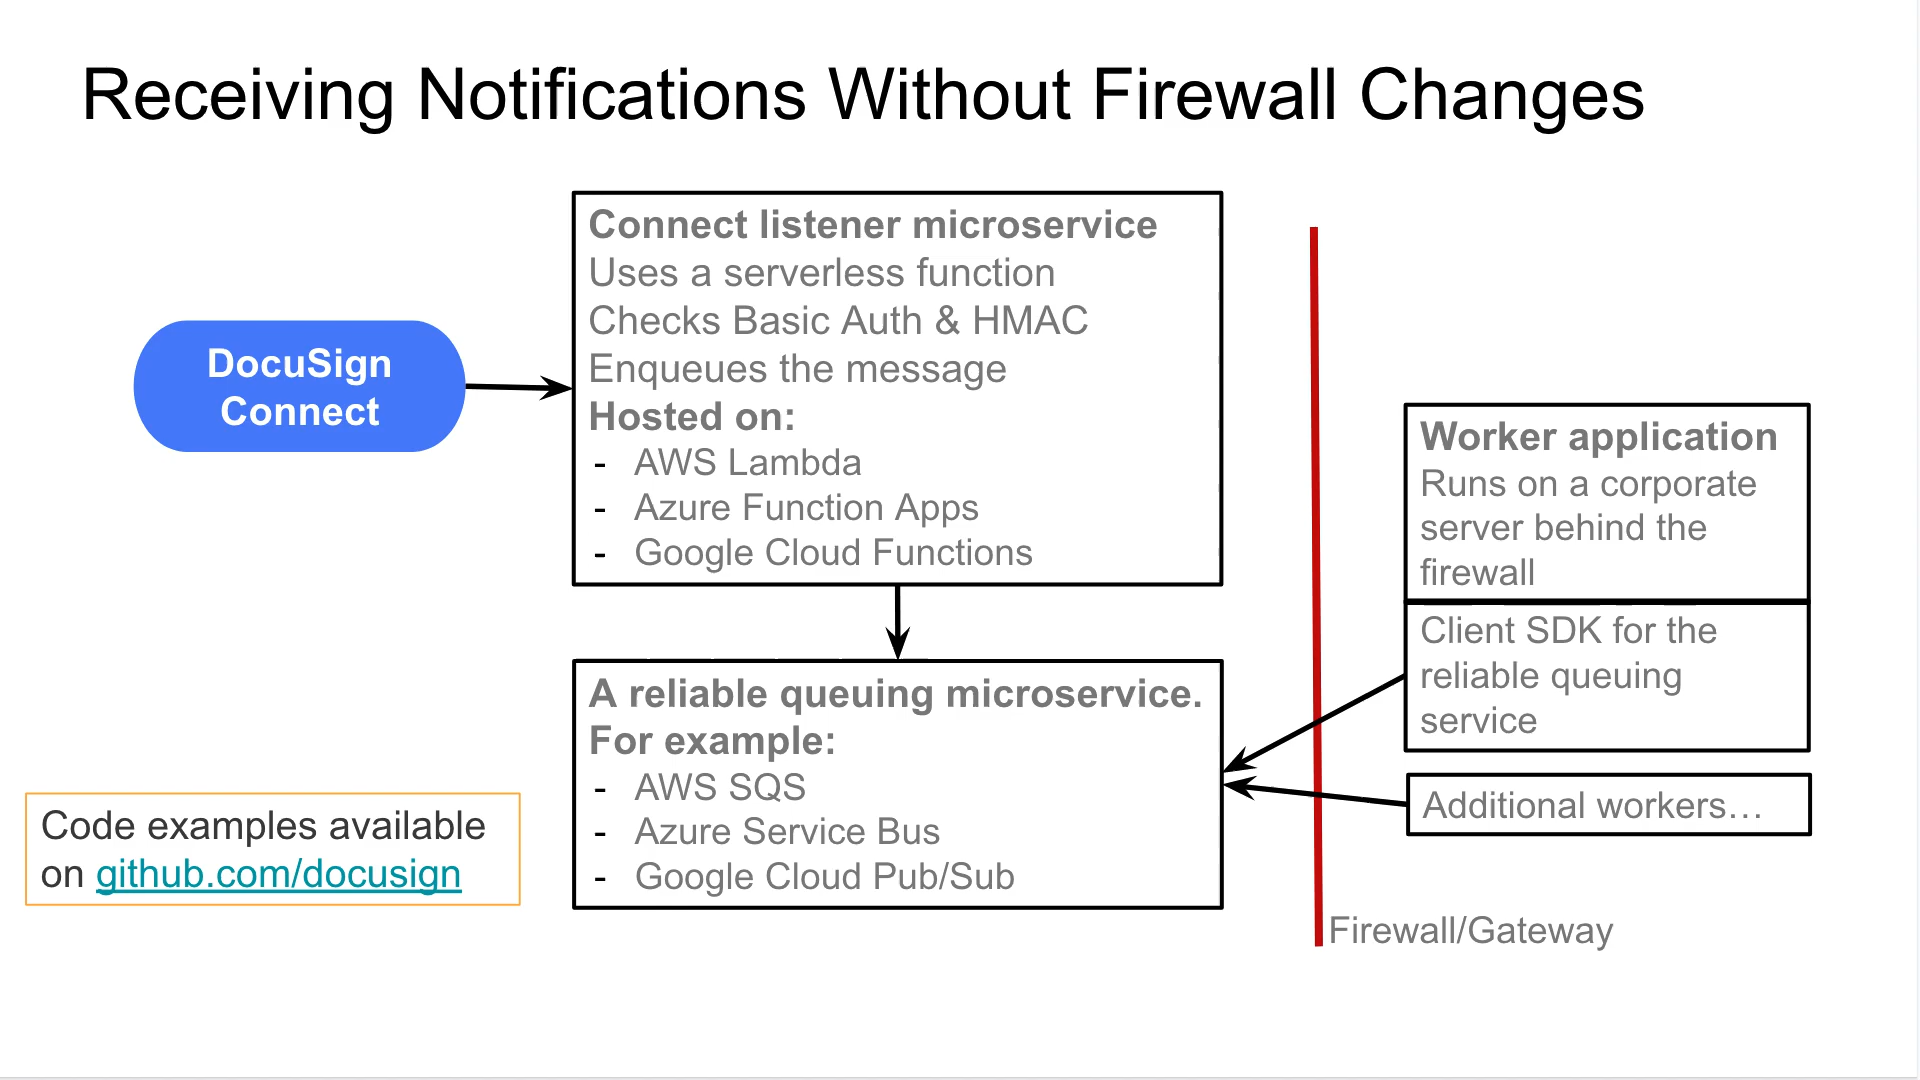 Receiving Notifications Without Firewall Changes
DocuSign
Connect
Connect listener microservice
Uses a serverless function
Checks Basic Auth & HMAC
Enqueues the message
Hosted on:
- AWS Lambda
- Azure Function Apps
- Google Cloud Functions
A reliable queuing microservice.
For example:
- AWS SQS
- Azure Service Bus
- Google Cloud Pub/Sub
Worker application
Runs on a corporate
server behind the
firewall
Client SDK for the
reliable queuing
service
Additional workers…
Firewall/Gateway
Code examples available
on github.com/docusign